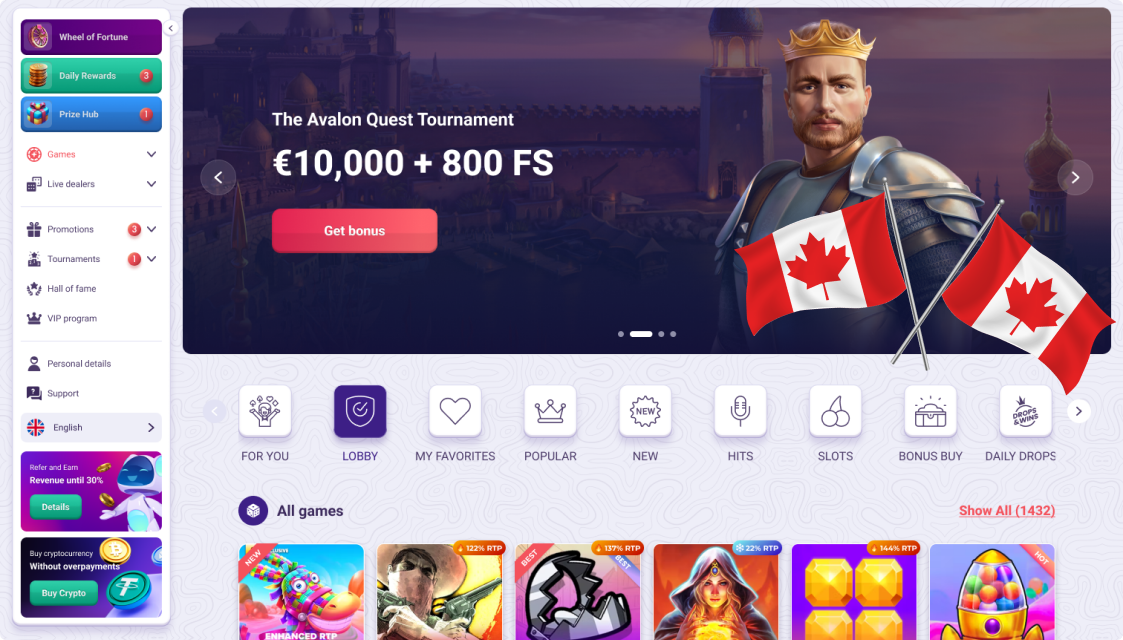 Wheel of Fortune
Daily Rewards 3
Prize Hub 1
Games
Live dealers
Promotions 3
Tournaments 1
Hall of fame
VIP program
Personal details
Support
English
Refer and Earn
Revenue until 30%
Details
Buy cryptocurrency
Without overpayments
Buy Crypto
The Avalon Quest Tournament
€10,000 + 800 FS
Get bonus
NEW
DROPS
&WINS
FOR YOU
LOBBY
MY FAVORITES
POPULAR
NEW
HITS
SLOTS
BONUS BUY
DAILY DROPS
All games
Show All (1432)
NEW
122% RTP
BEST
137% RTP
BEST
22% RTP
144% RTP
HOT
ENHANCED RTP